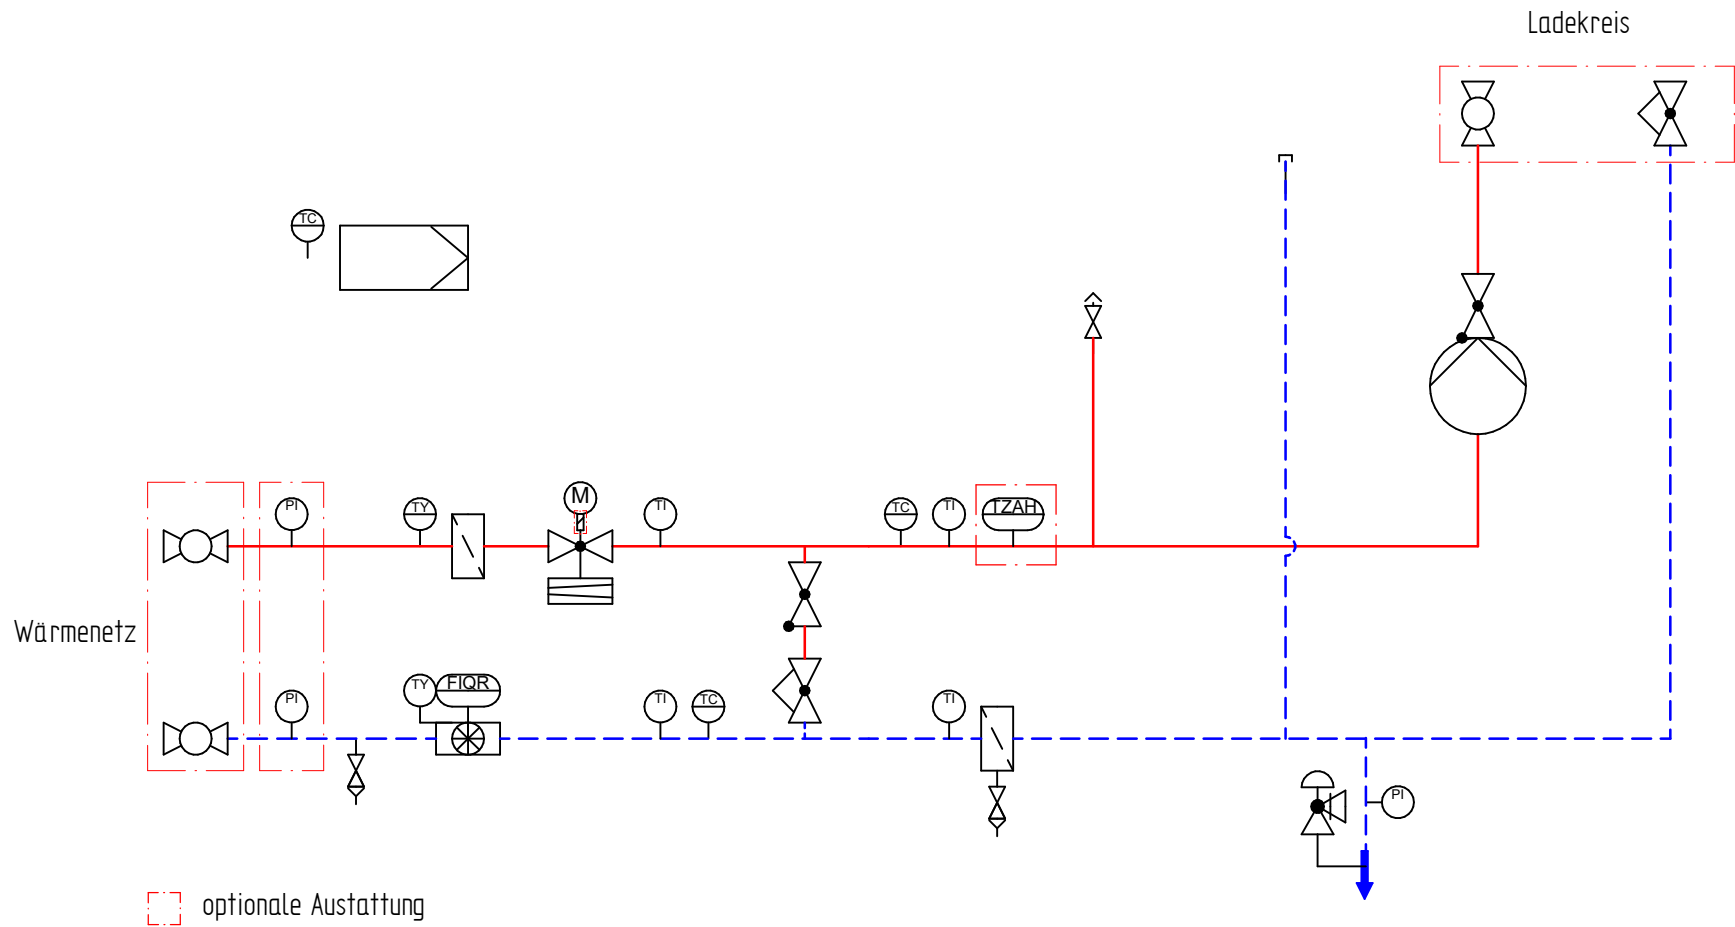 Ladekreis
TC
PI
TY
M
TI
TC
TI
TZAH
Wärmenetz
PI
TY
FIQR
TI
TC
TI
PI
optionale Austattung